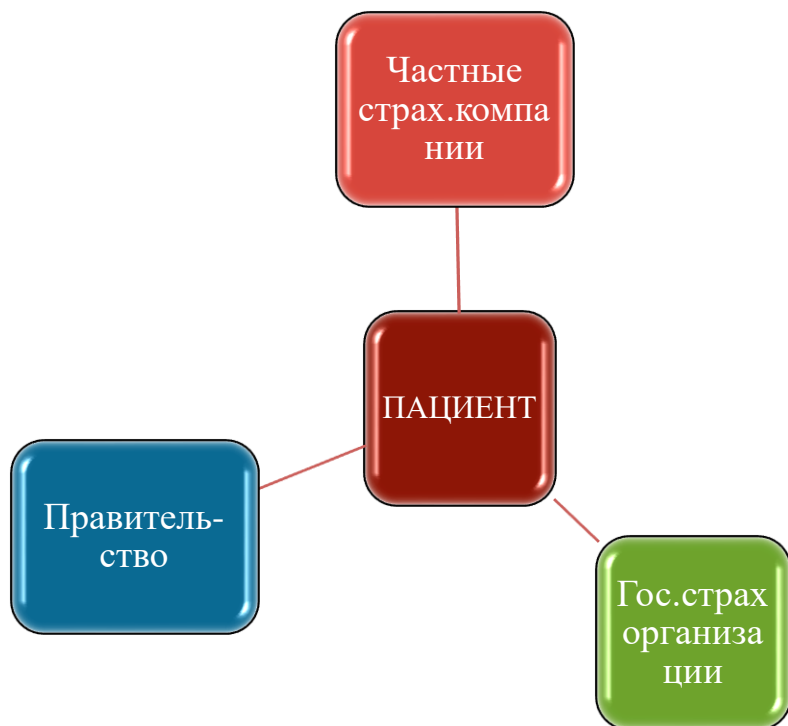 Частные
страх.компа
нии
ПАЦИЕНТ
Правитель-
ство
Гос.страх
организа
ции